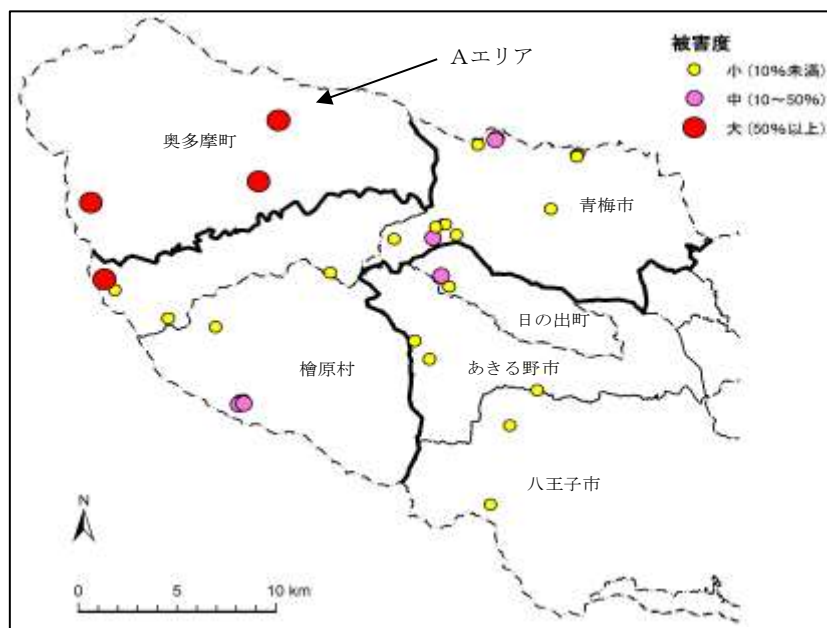 Aエリア
被害度
小(10%未満)
中(10～50%)
大(50%以上)
奥多摩町
青梅市
日の出町
あきる野市
檜原村
八王子市
N
0 5 10 km